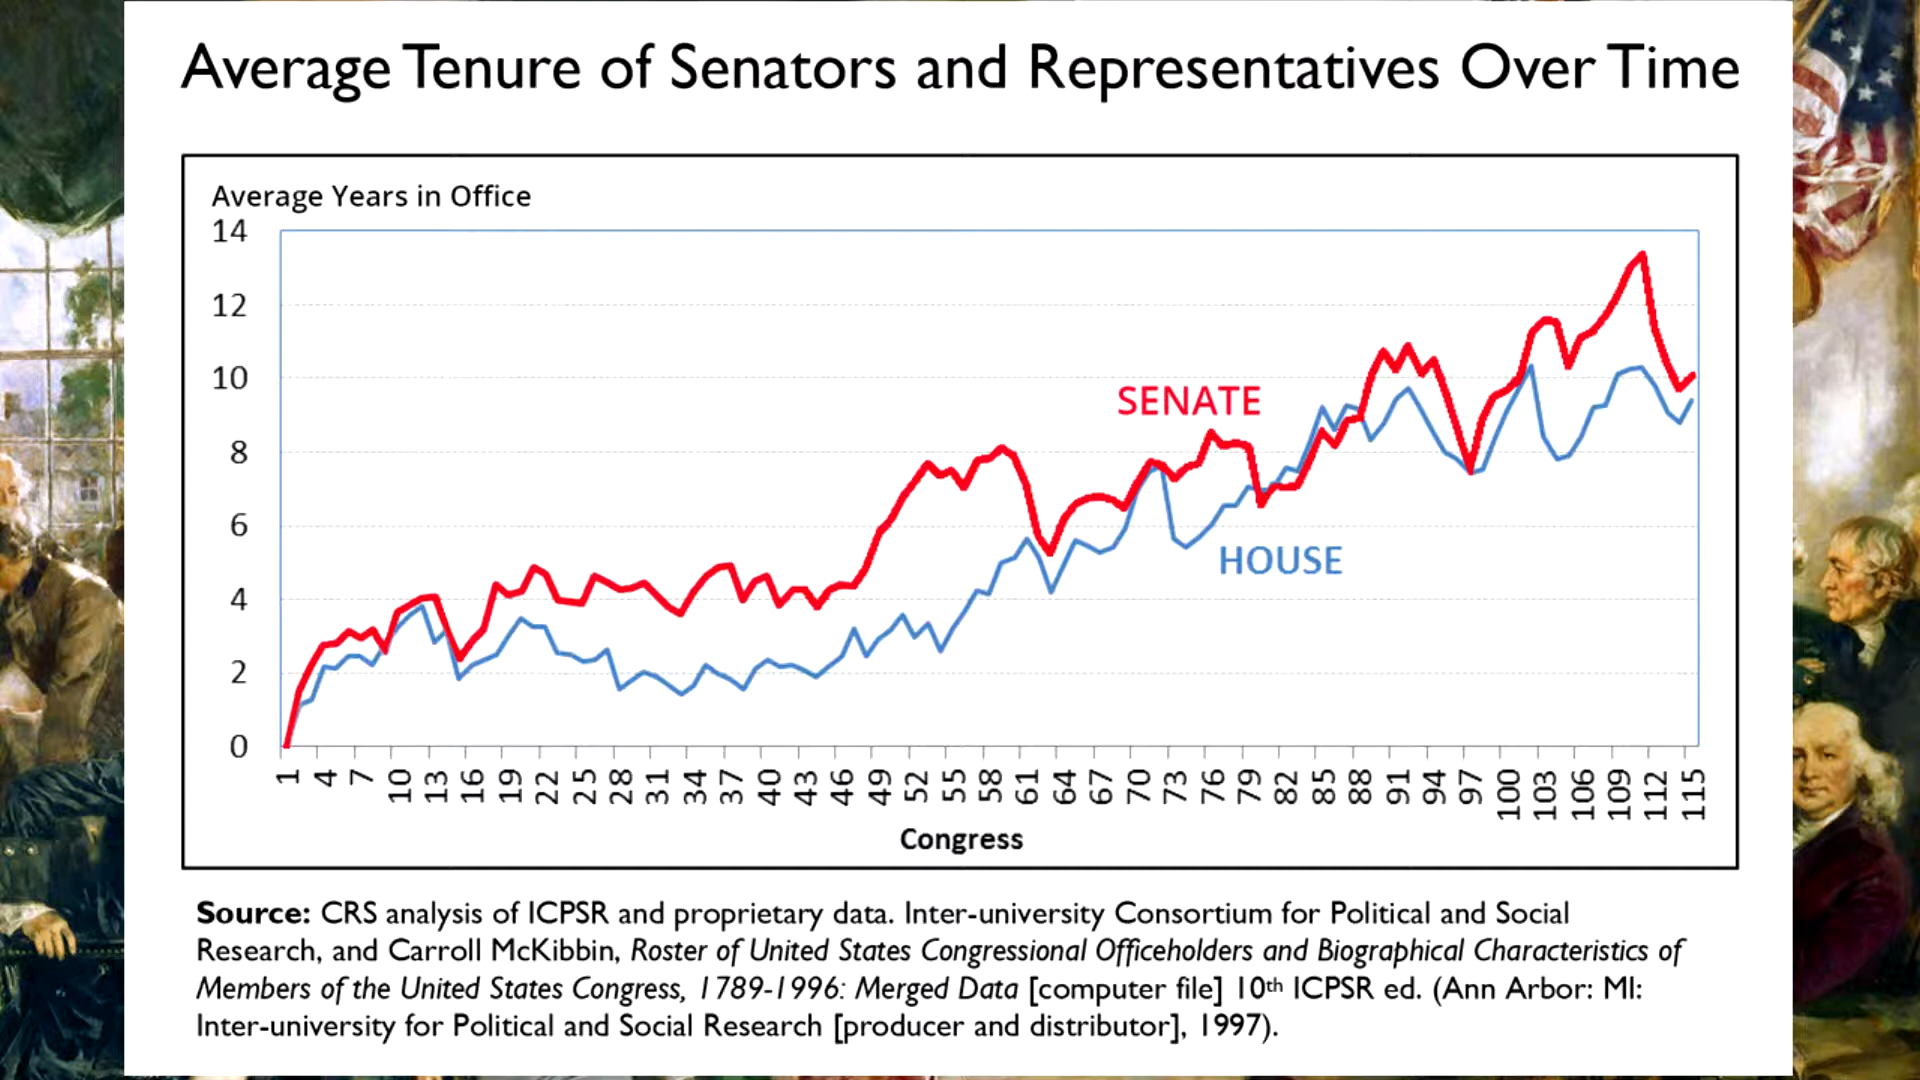 Average Tenure of Senators and Representatives Over Time
Average Years in Office
14
12
10
8
6
4
2
0
SENATE
HOUSE
1 4 7 10 13 16 19 22 25 28 31 34 37 40 43 46 49 52 55 58 61 64 67 70 73 76 79 82 85 88 91 94 97 100 103 106 109 112 115
Congress
Source: CRS analysis of ICPSR and proprietary data. Inter-university Consortium for Political and Social
Research, and Carroll McKibbin, Roster of United States Congressional Officeholders and Biographical Characteristics of
Members of the United States Congress, 1789-1996: Merged Data [computer file] 10th ICPSR ed. (Ann Arbor: MI:
Inter-university for Political and Social Research [producer and distributor], 1997).